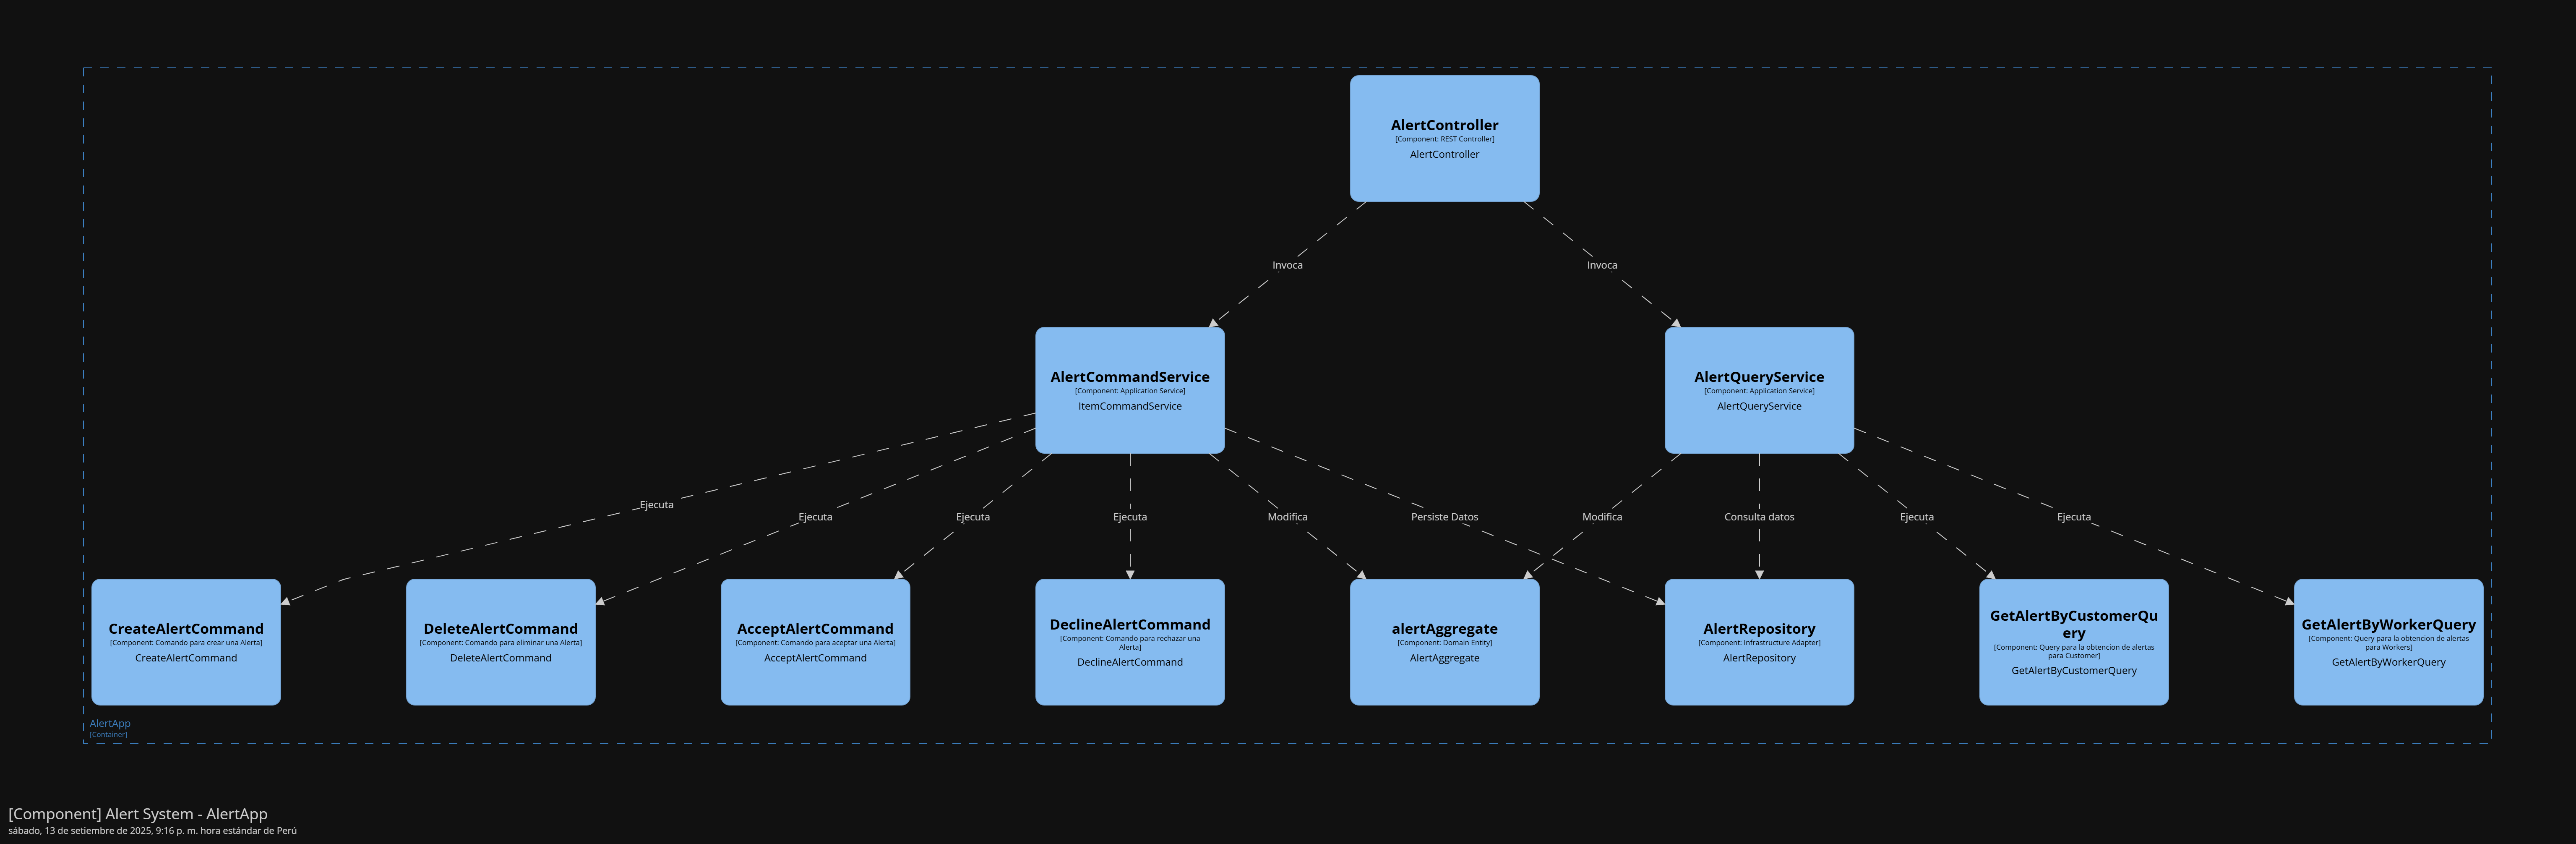 AlertController
[Component: REST Controller]
AlertController
Invoca
Invoca
AlertCommandService
[Component: Application Service]
ItemCommandService
AlertQueryService
[Component: Application Service]
AlertQueryService
Ejecuta
Ejecuta
Ejecuta
Ejecuta
Modifica
Persiste Datos
Modifica
Consulta datos
Ejecuta
Ejecuta
CreateAlertCommand
[Component: Comando para crear una Alerta]
CreateAlertCommand
DeleteAlertCommand
[Component: Comando para eliminar una Alerta]
DeleteAlertCommand
AcceptAlertCommand
[Component: Comando para aceptar una Alerta]
AcceptAlertCommand
DeclineAlertCommand
[Component: Comando para rechazar una
Alerta]
DeclineAlertCommand
alertAggregate
[Component: Domain Entity]
AlertAggregate
AlertRepository
[Component: Infrastructure Adapter]
AlertRepository
GetAlertByCustomerQu
ery
[Component: Query para la obtencion de alertas
para Customer]
GetAlertByCustomerQuery
GetAlertByWorkerQuery
[Component: Query para la obtencion de alertas
para Workers]
GetAlertByWorkerQuery
AlertApp
[Container]
[Component] Alert System - AlertApp
sábado, 13 de setiembre de 2025, 9:16 p. m. hora estándar de Perú